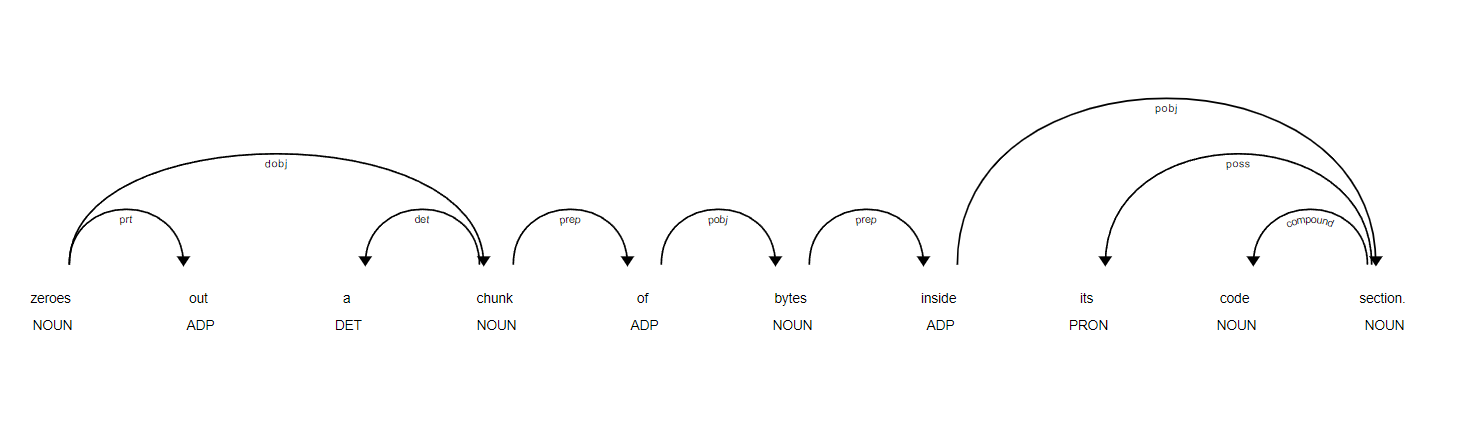 pobj
dobj poss
prt det prep pobj prep compound
zeroes out a chunk of bytes inside its code section.
NOUN ADP DET NOUN ADP NOUN ADP PRON NOUN NOUN